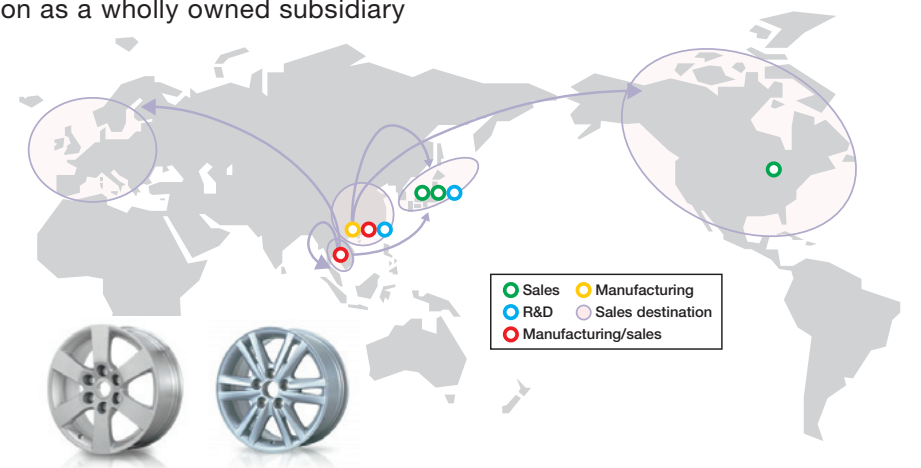 on as a wholly owned subsidiary
Sales Manufacturing
R&D Sales destination
Manufacturing/sales